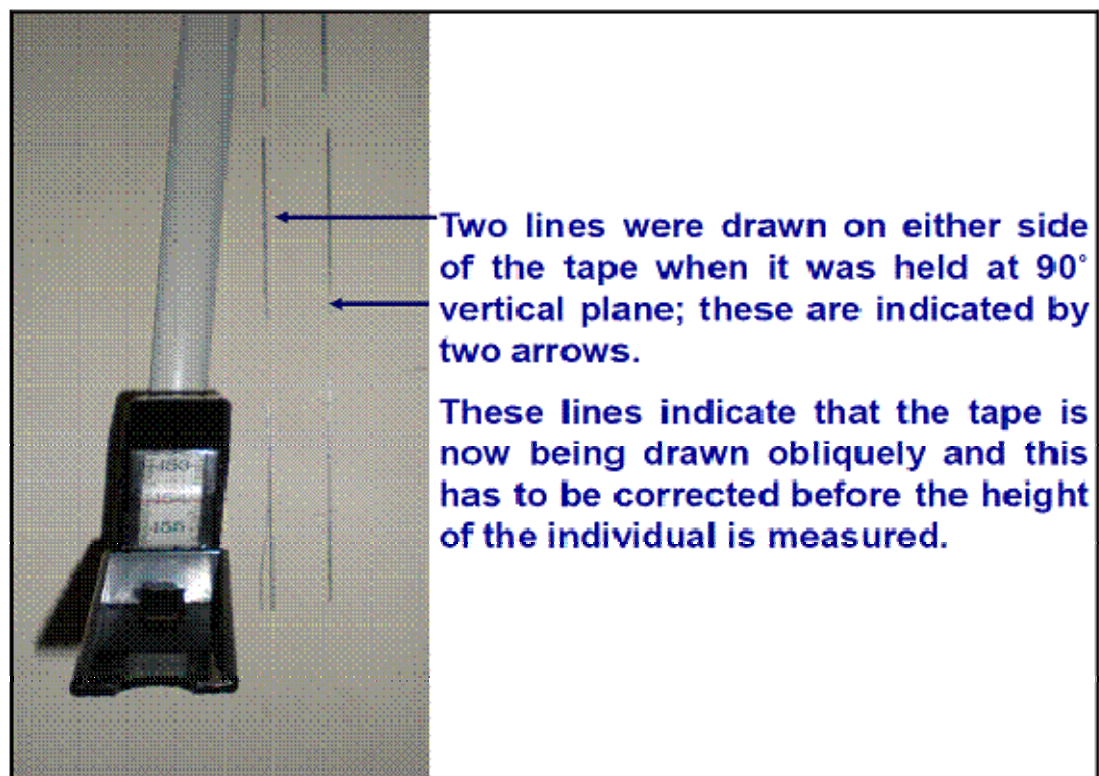 Two lines were drawn on either side
of the tape when it was held at 90°
vertical plane; these are indicated by
two arrows.
These lines indicate that the tape is
now being drawn obliquely and this
has to be corrected before the height
of the individual is measured.